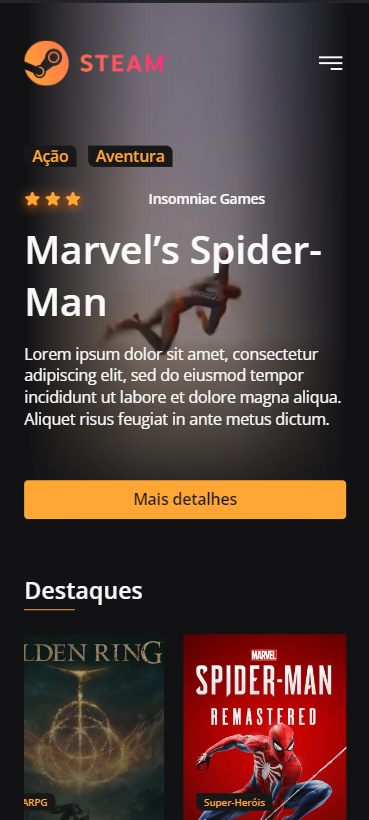 STEAM
Ação Aventura
Insomniac Games
Marvel’s Spider-
Man
Lorem ipsum dolor sit amet, consectetur
adipiscing elit, sed do eiusmod tempor
incididunt ut labore et dolore magna aliqua.
Aliquet risus feugiat in ante metus dictum.
Mais detalhes
Destaques
LDEN RING
ARPG
MARVEL
SPIDER-MAN
REMASTERED
Super-Heróis